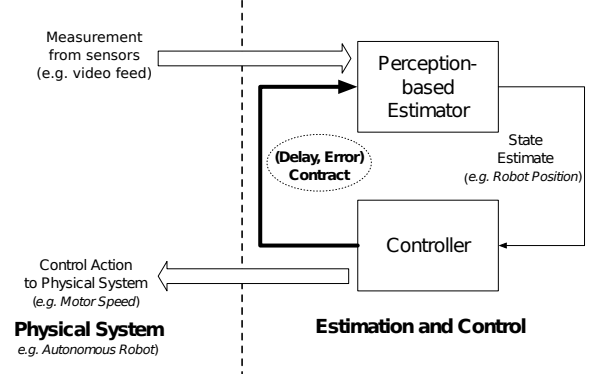 Measurement
from sensors
(e.g. video feed)
Perception-
based
Estimator
(Delay, Error)
Contract
State
Estimate
(e.g. Robot Position)
Controller
Control Action
to Physical System
(e.g. Motor Speed)
Physical System
e.g. Autonomous Robot)
Estimation and Control